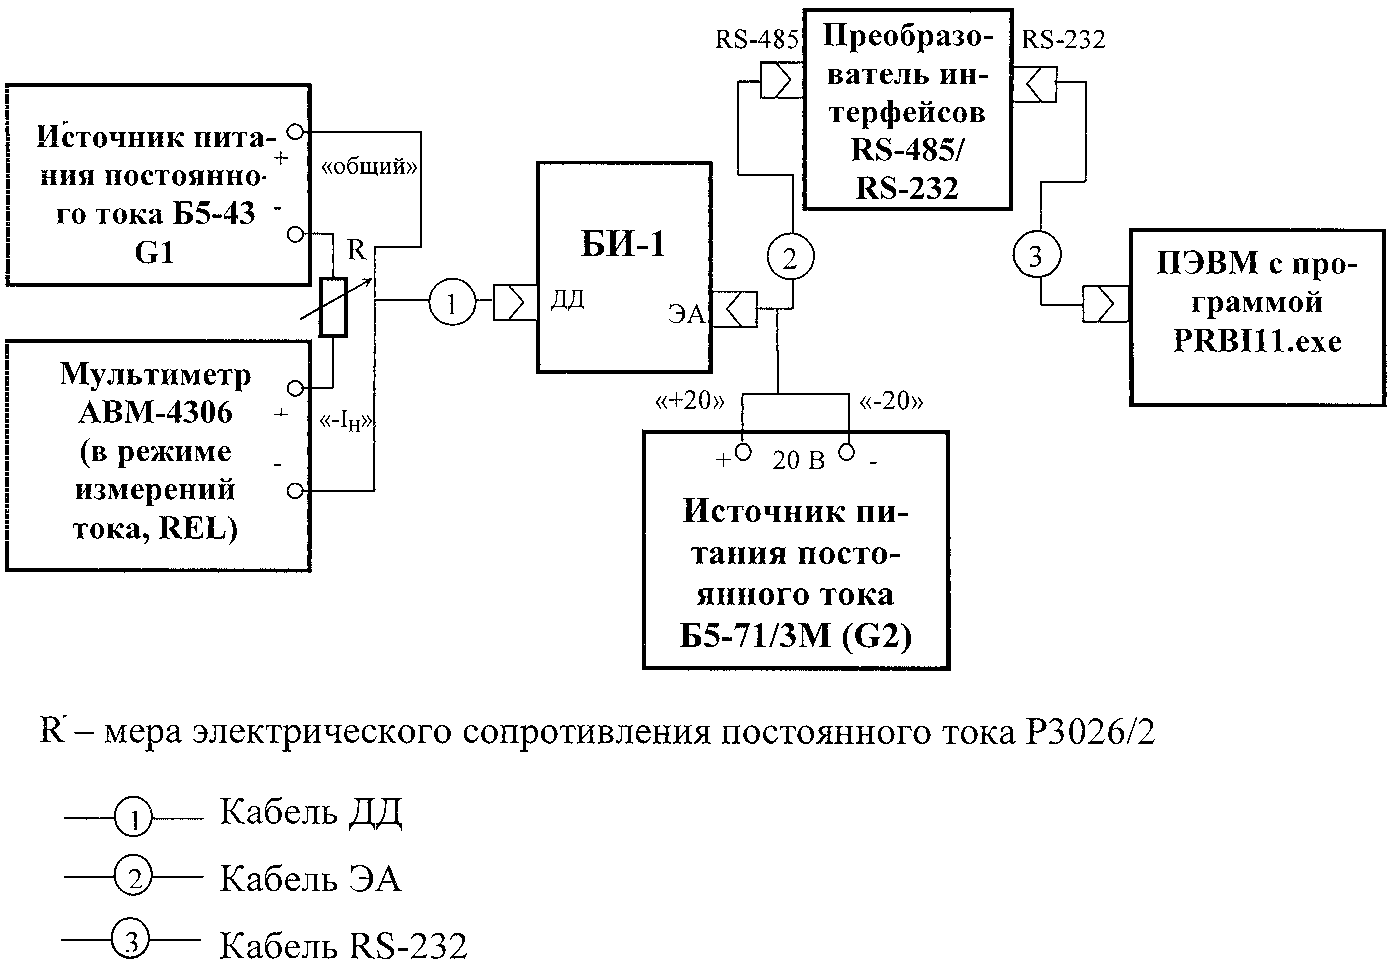 RS-485
Преобразо-
ватель ин-
терфейсов
RS-485/
RS-232
RS-232
Источник пита-
ния постоянно-
го тока Б5-43
G1
+
-
«общий»
R
1
ДД
БИ-1
ЭА
2
3
ПЭВМ с про-
граммой
PRBI11.exe
Мультиметр
АВМ-4306
(в режиме
измерений
тока, REL)
+
-
«-IН»
«+20»
«-20»
+ 20 В -
Источник пи-
тания посто-
янного тока
Б5-71/3М (G2)
R – мера электрического сопротивления постоянного тока Р3026/2
1 Кабель ДД
2 Кабель ЭА
3 Кабель RS-232